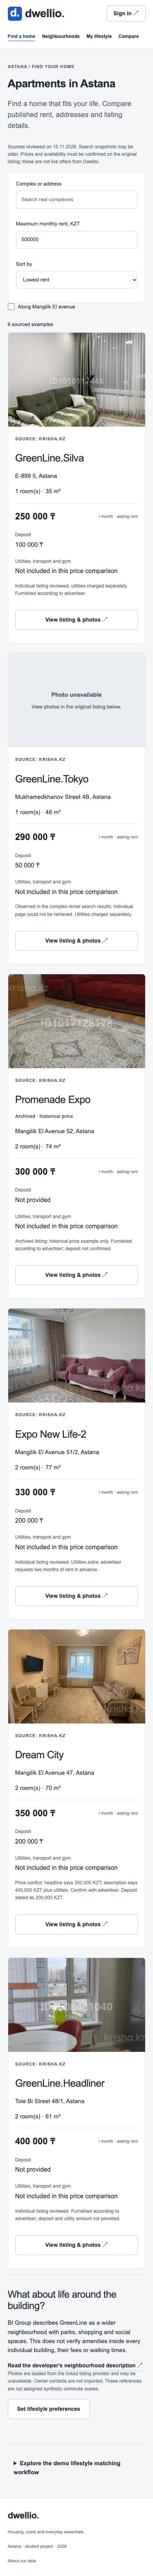 d. dwellio.
Sign in ↗
Find a home Neighbourhoods My lifestyle Compare
ASTANA / FIND YOUR HOME
Apartments in Astana
Find a home that fits your life. Compare
populated rental, addresses and listing
details.
Sources reviewed on 15.11.2026. Search snapshots may be
older. Prices and availability must be confirmed on the original
listing; these are not live offers from Dwellio.
Complex or address
Search real complexes
Maximum monthly rent, KZT
500000
Sort by
Lowest rent
Along Mangilik El avenue
6 sourced examples
SOURCE: KRISHA.KZ
GreenLine.Silva
E-899 5, Astana
1 room(s) · 35 m²
250 000 ₸
/ month · asking rent
Deposit
100 000 ₸
Utilities, transport and gym
Not included in this price comparison
Individual listing reviewed; utilities charged separately.
Furnished according to advertiser.
View listing & photos ↗
Photo unavailable
View photos in the original listing below.
SOURCE: KRISHA.KZ
GreenLine.Tokyo
Mukhamedkhanov Street 4B, Astana
1 room(s) · 48 m²
290 000 ₸
/ month · asking rent
Deposit
50 000 ₸
Utilities, transport and gym
Not included in this price comparison
Observed in the complex rental search results; individual
page could not be retrieved. Utilities charged separately.
View listing & photos ↗
krisha.kz
SOURCE: KRISHA.KZ
Promenade Expo
Archived · historical price
Mangilik El Avenue 52, Astana
2 room(s) · 74 m²
300 000 ₸
/ month · asking rent
Deposit
Not provided
Utilities, transport and gym
Not included in this price comparison
Archived listing: historical price example only. Furnished
according to advertiser; deposit not confirmed.
View listing & photos ↗
SOURCE: KRISHA.KZ
Expo New Life-2
Mangilik El Avenue 51/2, Astana
2 room(s) · 77 m²
330 000 ₸
/ month · asking rent
Deposit
200 000 ₸
Utilities, transport and gym
Not included in this price comparison
Individual listing reviewed. Utilities extra; advertiser
requests two months of rent in advance.
View listing & photos ↗
krisha.kz
SOURCE: KRISHA.KZ
Dream City
Mangilik El Avenue 47, Astana
2 room(s) · 70 m²
350 000 ₸
/ month · asking rent
Deposit
200 000 ₸
Utilities, transport and gym
Not included in this price comparison
Price conflict: headline says 350,000 KZT; description says
400,000 KZT plus utilities. Confirm with advertiser. Deposit
stated as 200,000 KZT.
View listing & photos ↗
krisha.kz
SOURCE: KRISHA.KZ
GreenLine.Headliner
Tole Bi Street 48/1, Astana
2 room(s) · 61 m²
400 000 ₸
/ month · asking rent
Deposit
Not provided
Utilities, transport and gym
Not included in this price comparison
Individual listing reviewed. Furnished according to
advertiser; deposit and utility amount not provided.
View listing & photos ↗
What about life around the
building?
BI Group describes GreenLine as a wider
neighbourhood with parks, shopping and social
spaces. This does not verify amenities inside every
individual building, their fees or walking times.
Read the developer's neighbourhood description ↗
Photos are loaded from the linked listing provider and may be
unavailable. Owner contacts are not imported. These references
are not assigned synthetic commute scores.
Set lifestyle preferences
▶ Explore the demo lifestyle matching
workflow
dwellio.
Housing, costs and everyday essentials.
Astana · student project · 2026
About our data